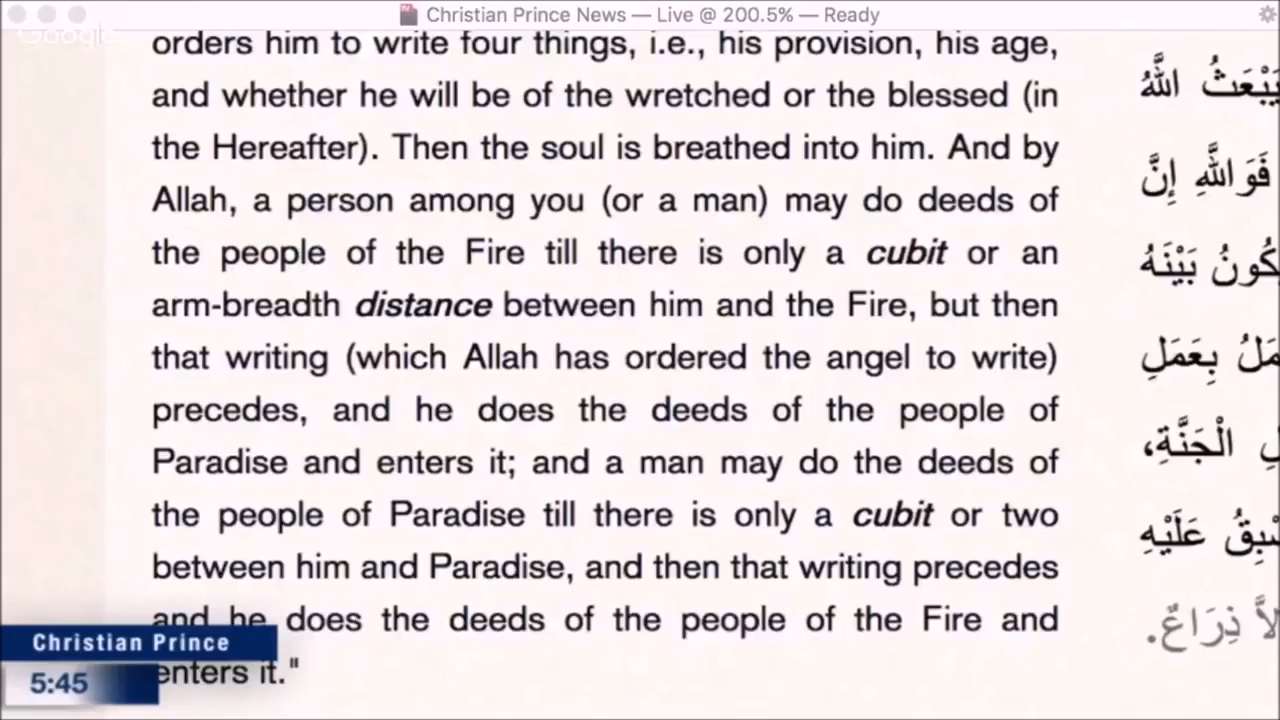 Christian Prince News — Live @ 200.5% — Ready
Google
orders him to write four things, i.e., his provision, his age,
and whether he will be of the wretched or the blessed (in
the Hereafter). Then the soul is breathed into him. And by
Allah, a person among you (or a man) may do deeds of
the people of the Fire till there is only a cubit or an
arm-breadth distance between him and the Fire, but then
that writing (which Allah has ordered the angel to write)
precedes, and he does the deeds of the people of
Paradise and enters it; and a man may do the deeds of
the people of Paradise till there is only a cubit or two
between him and Paradise, and then that writing precedes
and he does the deeds of the people of the Fire and
enters it."
يَبْعَثُ اللَّهُ
فَوَاللَّهِ إِنَّ
بَيْنَهُ
بِعَمَلِ
الْجَنَّةِ،
عَلَيْهِ
ذِرَاعٌ.
Christian Prince
5:45